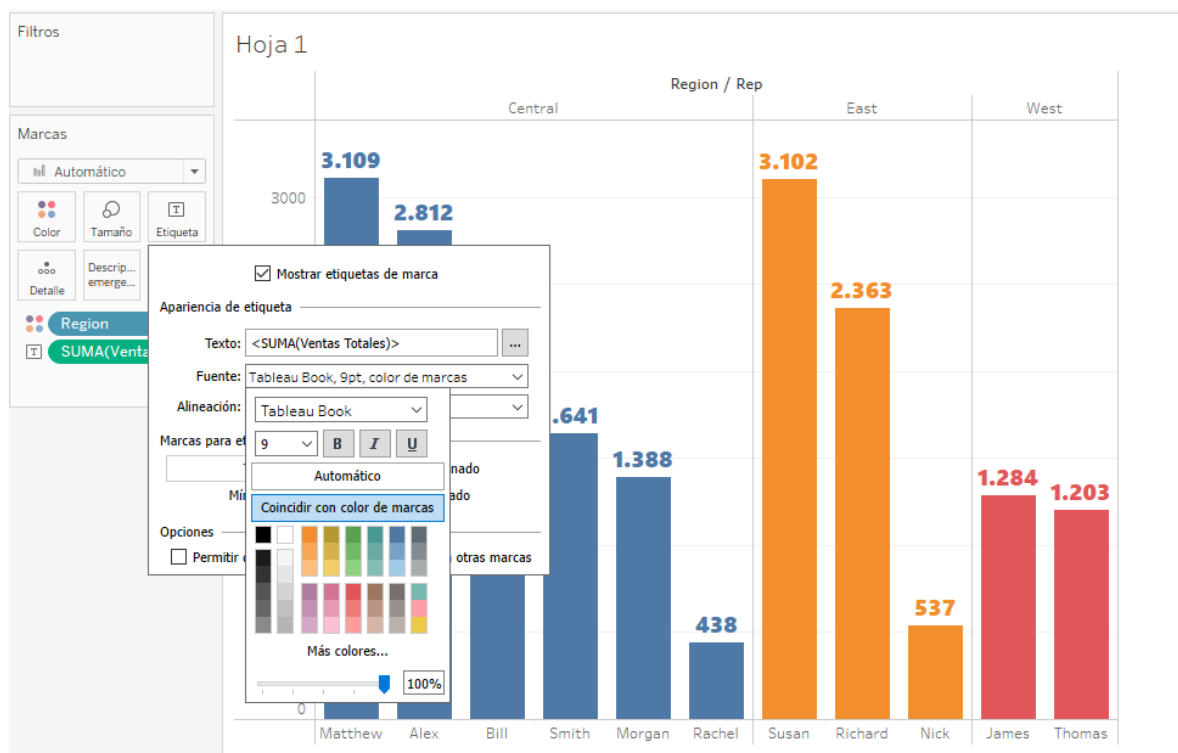 Filtros
Marcas
Automático
Color Tamaño Etiqueta
Detalle Descrip... emerge...
Region
SUMA(Venta
Mostrar etiquetas de marca
Apariencia de etiqueta
Texto: <SUMA(Ventas Totales)> ...
Fuente: Tableau Book, 9pt, color de marcas
Alineación:
Tableau Book
Marcas para et
9 B I U
Automático
nado
Mín
ado
Coincidir con color de marcas
Opciones
Permitir
otras marcas
Más colores...
100%
Hoja 1
Region / Rep
Central East West
3000
0
3.109
2.812
.641
1.388
438
3.102
2.363
537
1.284
1.203
Matthew Alex Bill Smith Morgan Rachel Susan Richard Nick James Thomas